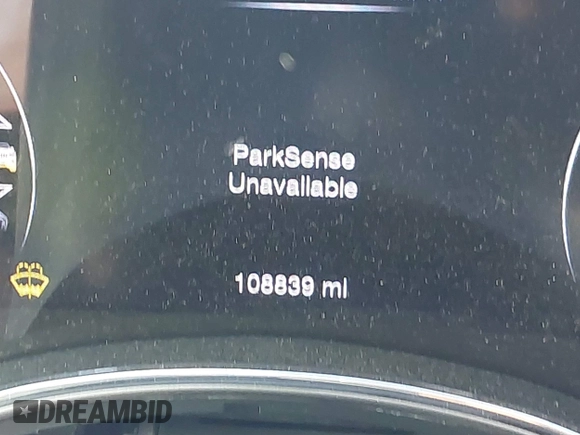 ParkSense
Unavailable
108839 mi
DREAMBID